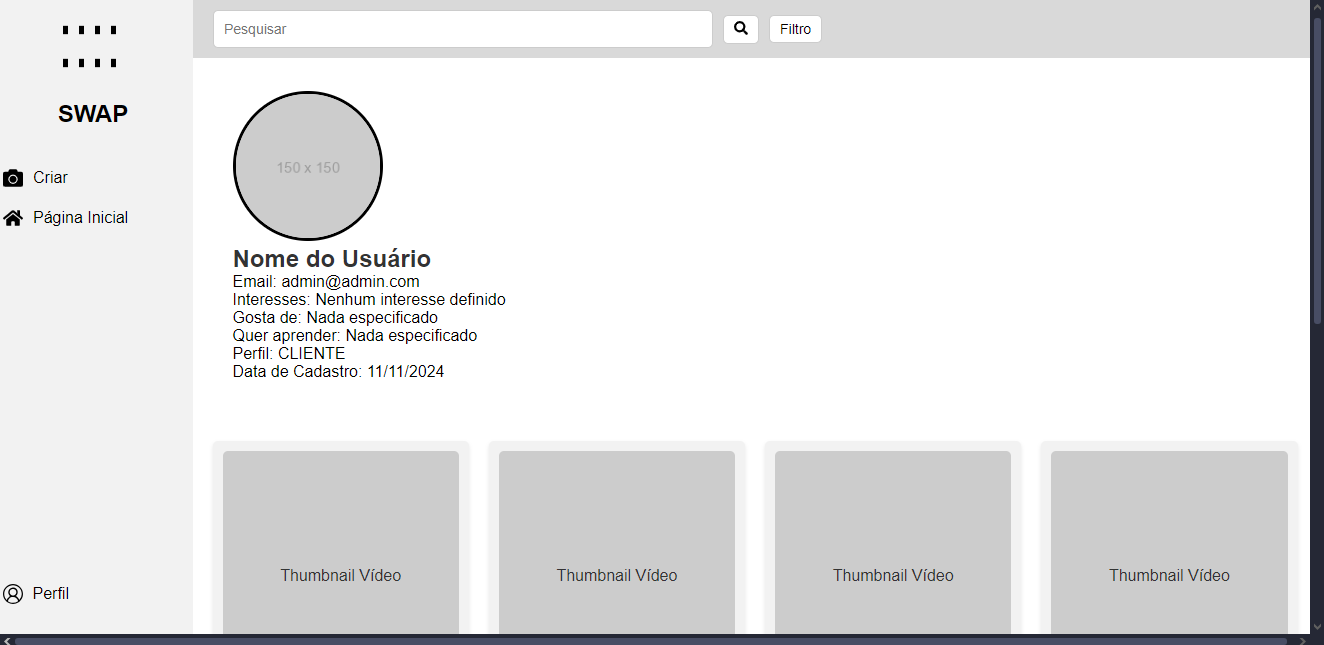 SWAP
Criar
Página Inicial
Perfil
Pesquisar
Filtro
150 x 150
Nome do Usuário
Email: admin@admin.com
Interesses: Nenhum interesse definido
Gosta de: Nada especificado
Quer aprender: Nada especificado
Perfil: CLIENTE
Data de Cadastro: 11/11/2024
Thumbnail Vídeo
Thumbnail Vídeo
Thumbnail Vídeo
Thumbnail Vídeo